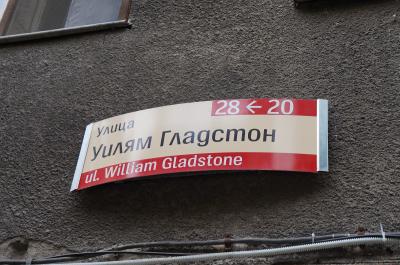 28 ← 20
Улица
Уилям Гладстон
ul. William Gladstone